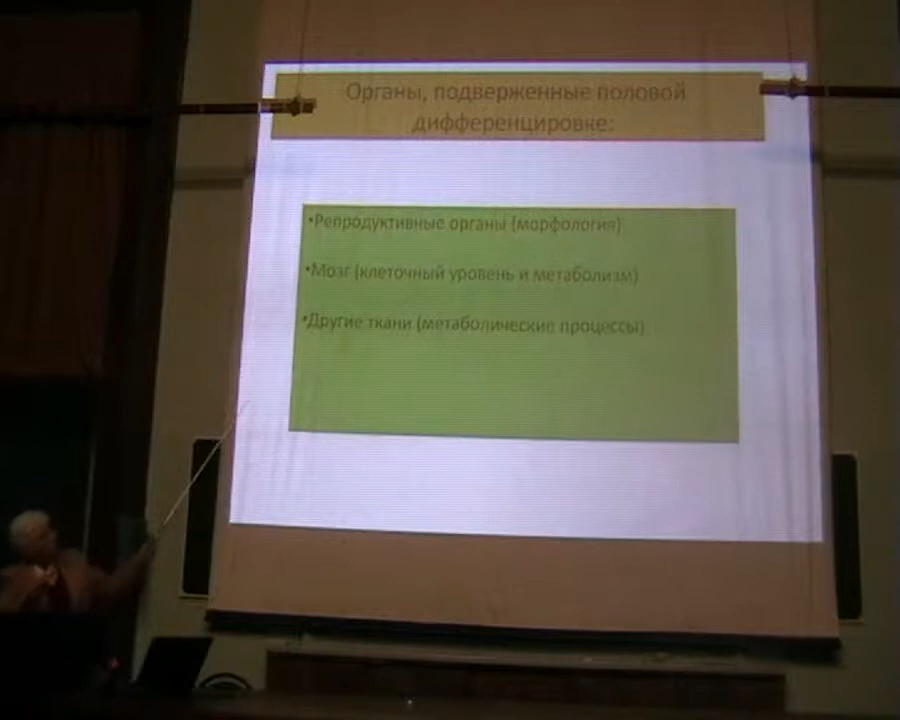 Органы, подверженные половой
дифференцировке:
•Репродуктивные органы (морфология)
•Мозг (клеточный уровень и метаболизм)
•Другие ткани (метаболические процессы)